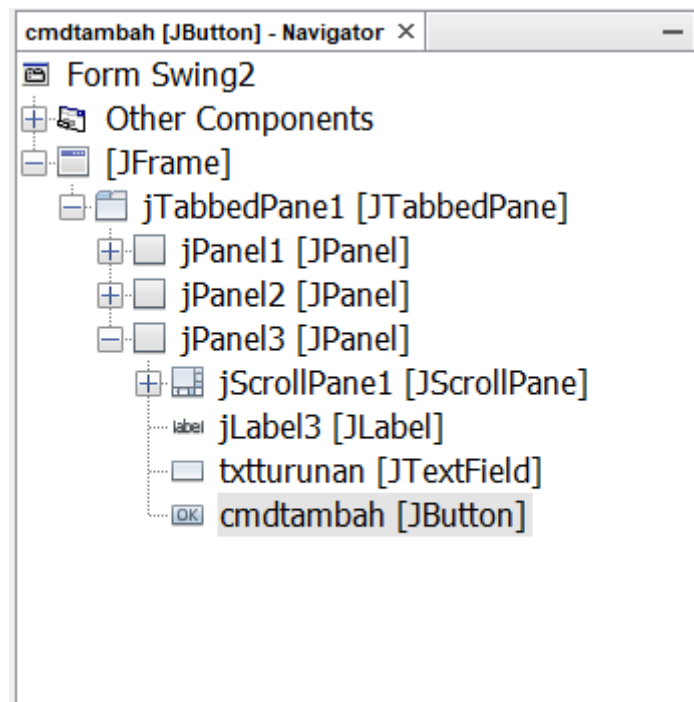 cmdtambah [JButton] - Navigator ×
Form Swing2
Other Components
[JFrame]
jTabbedPane1 [JTabbedPane]
jPanel1 [JPanel]
jPanel2 [JPanel]
jPanel3 [JPanel]
jScrollPane1 [JScrollPane]
label jLabel3 [JLabel]
txtturunan [JTextField]
OK cmdtambah [JButton]